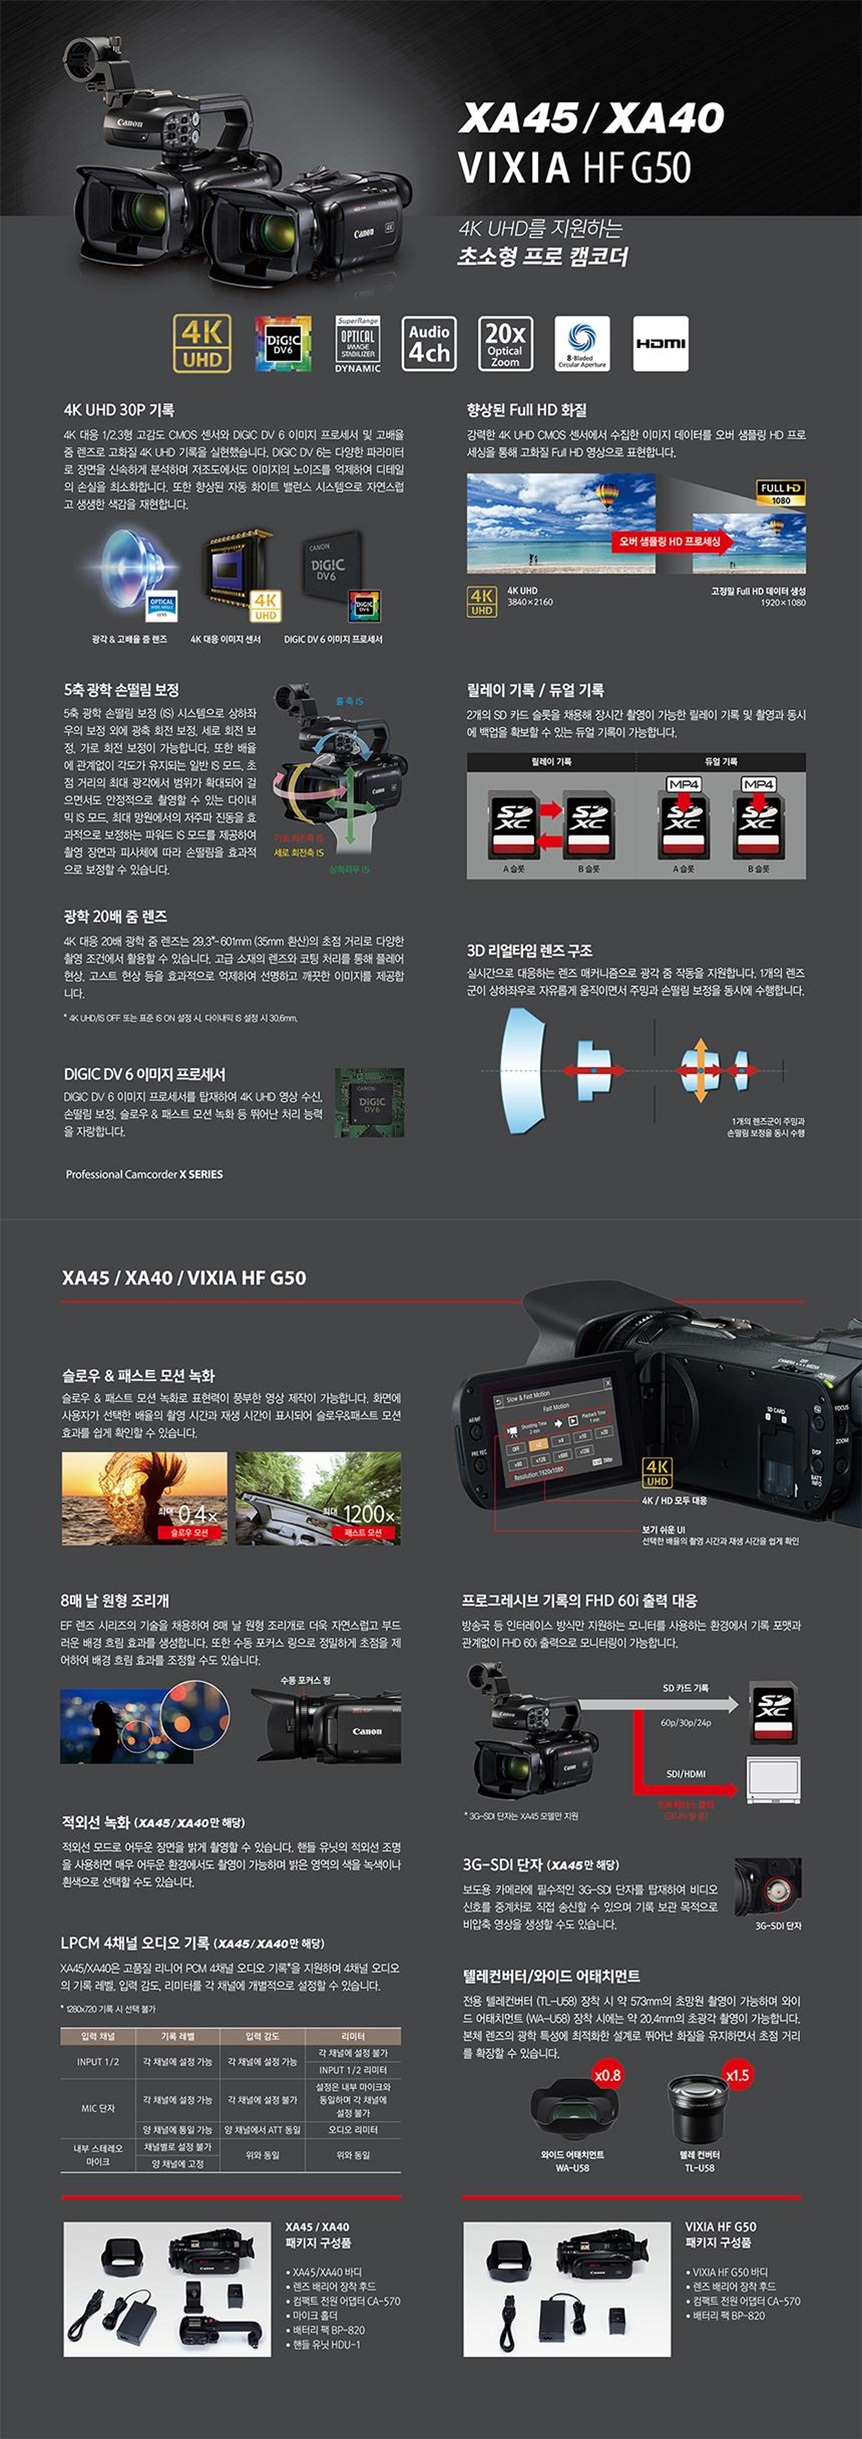 Canon
Canon
4K
XA45 / XA40
VIXIA HF G50
4K UHD를 지원하는
초소형 프로 캠코더
4K
UHD
DiG!C
DV 6
SuperRange
OPTICAL
IMAGE
STABILIZER
DYNAMIC
Audio
4ch
20x
Optical
Zoom
8-Bladed
Circular Aperture
HDMI
4K UHD 30P 기록
4K 대응 1/2.3형 고감도 CMOS 센서와 DIGIC DV 6 이미지 프로세서 및 고배율
줌 렌즈로 고화질 4K UHD 기록을 실현했습니다. DIGIC DV 6는 다양한 파라미터
로 장면을 신속하게 분석하며 저조도에서도 이미지의 노이즈를 억제하여 디테일
의 손실을 최소화합니다. 또한 향상된 자동 화이트 밸런스 시스템으로 자연스럽
고 생생한 색감을 재현합니다.
OPTICAL
WIDE-ANGLE
LENS
4K
UHD
CANON
DiG!C
DV 6
DiG!C
DV 6
광각 & 고배율 줌 렌즈
4K 대응 이미지 센서
DIGIC DV 6 이미지 프로세서
향상된 Full HD 화질
강력한 4K UHD CMOS 센서에서 수집한 이미지 데이터를 오버 샘플링 HD 프로
세싱을 통해 고화질 Full HD 영상으로 표현합니다.
FULL HD
1080
오버 샘플링 HD 프로세싱
4K
UHD
4K UHD
3840×2160
고정밀 Full HD 데이터 생성
1920×1080
5축 광학 손떨림 보정
5축 광학 손떨림 보정 (IS) 시스템으로 상하좌
우의 보정 외에 광축 회전 보정, 세로 회전 보
정, 가로 회전 보정이 가능합니다. 또한 배율
에 관계없이 각도가 유지되는 일반 IS 모드, 초
점 거리의 최대 광각에서 범위가 확대되어 걸
으면서도 안정적으로 촬영할 수 있는 다이내
믹 IS 모드, 최대 망원에서의 저주파 진동을 효
과적으로 보정하는 파워드 IS 모드를 제공하여
촬영 장면과 피사체에 따라 손떨림을 효과적
으로 보정할 수 있습니다.
롤 축 IS
가로 회전축 IS
세로 회전축 IS
상하좌우 IS
릴레이 기록 / 듀얼 기록
2개의 SD 카드 슬롯을 채용해 장시간 촬영이 가능한 릴레이 기록 및 촬영과 동시
에 백업을 확보할 수 있는 듀얼 기록이 가능합니다.
릴레이 기록
듀얼 기록
MP4
MP4
SD XC
SD XC
SD XC
SD XC
A 슬롯
B 슬롯
A 슬롯
B 슬롯
광학 20배 줌 렌즈
4K 대응 20배 광학 줌 렌즈는 29.3*-601mm (35mm 환산)의 초점 거리로 다양한
촬영 조건에서 활용할 수 있습니다. 고급 소재의 렌즈와 코팅 처리를 통해 플레어
현상, 고스트 현상 등을 효과적으로 억제하여 선명하고 깨끗한 이미지를 제공합
니다.
* 4K UHD/IS OFF 또는 표준 IS ON 설정 시, 다이내믹 IS 설정 시 30.6mm.
3D 리얼타임 렌즈 구조
실시간으로 대응하는 렌즈 매커니즘으로 광각 줌 작동을 지원합니다. 1개의 렌즈
군이 상하좌우로 자유롭게 움직이면서 주밍과 손떨림 보정을 동시에 수행합니다.
1개의 렌즈군이 주밍과
손떨림 보정을 동시 수행
DIGIC DV 6 이미지 프로세서
DIGIC DV 6 이미지 프로세서를 탑재하여 4K UHD 영상 수신,
손떨림 보정, 슬로우 & 패스트 모션 녹화 등 뛰어난 처리 능력
을 자랑합니다.
CANON
DiG!C
DV 6
Professional Camcorder X SERIES
XA45 / XA40 / VIXIA HF G50
슬로우 & 패스트 모션 녹화
슬로우 & 패스트 모션 녹화로 표현력이 풍부한 영상 제작이 가능합니다. 화면에
사용자가 선택한 배율의 촬영 시간과 재생 시간이 표시되어 슬로우&패스트 모션
효과를 쉽게 확인할 수 있습니다.
최대 0.4x
슬로우 모션
최대 1200x
패스트 모션
Slow & Fast Motion
Fast Motion
Shooting Time
2 min
Playback Time
1 min
OFF
x2
x4
x10
x20
x60
x120
x600
x1200
Resolution:1920x1080
AF/MF
PRE REC
CAMERA OFF MEDIA
POWER
SD CARD
FOCUS
ZOOM
DISP
BATT.
INFO
4K
UHD
4K / HD 모두 대응
보기 쉬운 UI
선택한 배율의 촬영 시간과 재생 시간을 쉽게 확인
8매 날 원형 조리개
EF 렌즈 시리즈의 기술을 채용하여 8매 날 원형 조리개로 더욱 자연스럽고 부드
러운 배경 흐림 효과를 생성합니다. 또한 수동 포커스 링으로 정밀하게 초점을 제
어하여 배경 흐림 효과를 조정할 수도 있습니다.
수동 포커스 링
Canon
프로그레시브 기록의 FHD 60i 출력 대응
방송국 등 인터레이스 방식만 지원하는 모니터를 사용하는 환경에서 기록 포맷과
관계없이 FHD 60i 출력으로 모니터링이 가능합니다.
SD 카드 기록
60p/30p/24p
SD XC
SDI/HDMI
Canon
* 3G-SDI 단자는 XA45 모델만 지원
적외선 녹화 (XA45/XA40만 해당)
적외선 모드로 어두운 장면을 밝게 촬영할 수 있습니다. 핸들 유닛의 적외선 조명
을 사용하면 매우 어두운 환경에서도 촬영이 가능하며 밝은 영역의 색을 녹색이나
흰색으로 선택할 수도 있습니다.
3G-SDI 단자 (XA45만 해당)
보도용 카메라에 필수적인 3G-SDI 단자를 탑재하여 비디오
신호를 중계차로 직접 송신할 수 있으며 기록 보관 목적으로
비압축 영상을 생성할 수도 있습니다.
3G-SDI 단자
LPCM 4채널 오디오 기록 (XA45/XA40만 해당)
XA45/XA40은 고품질 리니어 PCM 4채널 오디오 기록*을 지원하며 4채널 오디오
의 기록 레벨, 입력 감도, 리미터를 각 채널에 개별적으로 설정할 수 있습니다.
* 1280x720 기록 시 선택 불가
입력 채널
기록 레벨
입력 감도
리미터
INPUT 1/2
각 채널에 설정 가능
각 채널에 설정 가능
각 채널에 설정 불가
INPUT 1/2 리미터
MIC 단자
각 채널에 설정 가능
각 채널에 설정 불가
설정은 내부 마이크와
동일하며 각 채널에
설정 불가
양 채널에 동일 가능
양 채널에서 ATT 동일
오디오 리미터
내부 스테레오
마이크
채널별로 설정 불가
양 채널에 고정
위와 동일
위와 동일
텔레컨버터/와이드 어태치먼트
전용 텔레컨버터 (TL-U58) 장착 시 약 573mm의 초망원 촬영이 가능하며 와이
드 어태치먼트 (WA-U58) 장착 시에는 약 20.4mm의 초광각 촬영이 가능합니다.
본체 렌즈의 광학 특성에 최적화한 설계로 뛰어난 화질을 유지하면서 초점 거리
를 확장할 수 있습니다.
x0.8
x1.5
와이드 어태치먼트
WA-U58
텔레 컨버터
TL-U58
XA45 / XA40
패키지 구성품
• XA45/XA40 바디
• 렌즈 배리어 장착 후드
• 컴팩트 전원 어댑터 CA-570
• 마이크 홀더
• 배터리 팩 BP-820
• 핸들 유닛 HDU-1
VIXIA HF G50
패키지 구성품
• VIXIA HF G50 바디
• 렌즈 배리어 장착 후드
• 컴팩트 전원 어댑터 CA-570
• 배터리 팩 BP-820